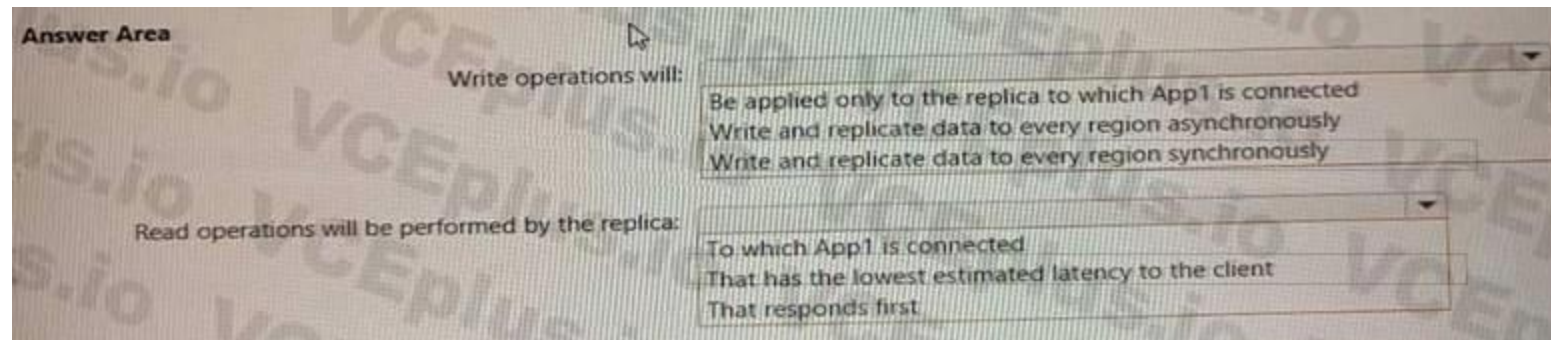 Answer Area
Write operations will:
Be applied only to the replica to which App1 is connected
Write and replicate data to every region asynchronously
Write and replicate data to every region synchronously
Read operations will be performed by the replica:
To which App1 is connected
That has the lowest estimated latency to the client
That responds first
VCEplus.io